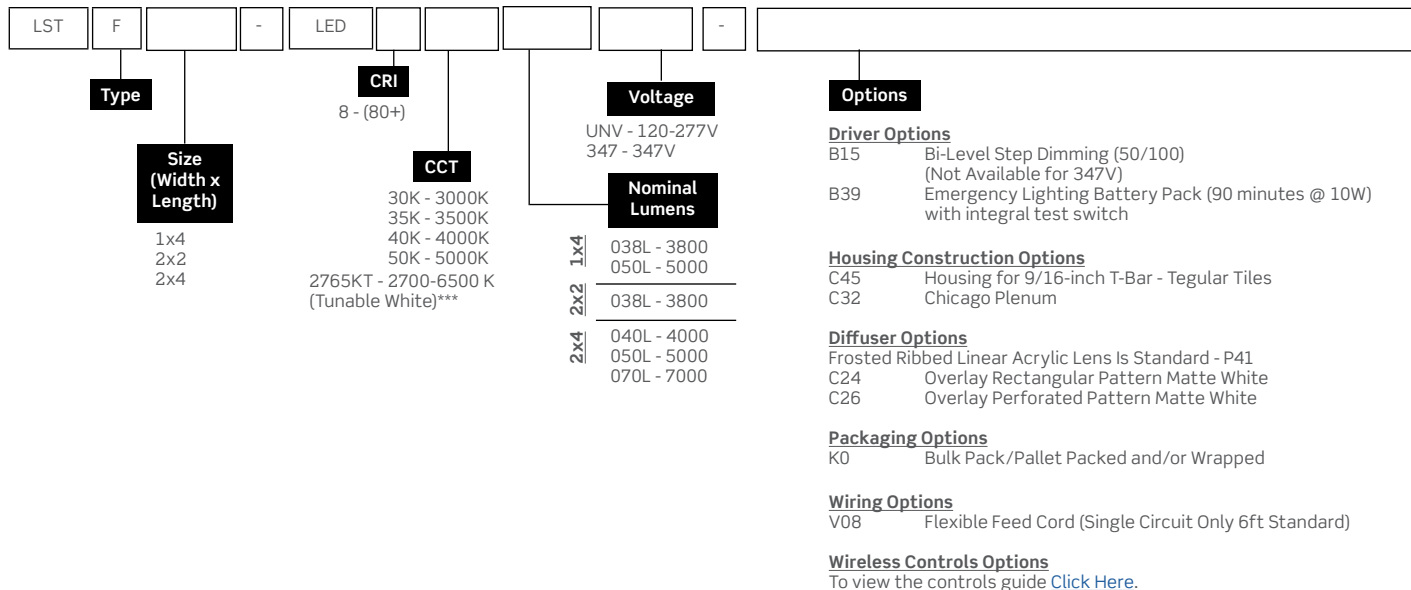 LST F - LED -
Type
Size
(Width x
Length)
1x4
2x2
2x4
CRI
8 - (80+)
CCT
30K - 3000K
35K - 3500K
40K - 4000K
50K - 5000K
2765KT - 2700-6500 K
(Tunable White)***
Voltage
UNV - 120-277V
347 - 347V
Nominal
Lumens
1x4
038L - 3800
050L - 5000
2x2
038L - 3800
2x4
040L - 4000
050L - 5000
070L - 7000
Options
Driver Options
B15 Bi-Level Step Dimming (50/100)
(Not Available for 347V)
B39 Emergency Lighting Battery Pack (90 minutes @ 10W)
with integral test switch
Housing Construction Options
C45 Housing for 9/16-inch T-Bar - Tegular Tiles
C32 Chicago Plenum
Diffuser Options
Frosted Ribbed Linear Acrylic Lens Is Standard - P41
C24 Overlay Rectangular Pattern Matte White
C26 Overlay Perforated Pattern Matte White
Packaging Options
K0 Bulk Pack/Pallet Packed and/or Wrapped
Wiring Options
V08 Flexible Feed Cord (Single Circuit Only 6ft Standard)
Wireless Controls Options
To view the controls guide Click Here.